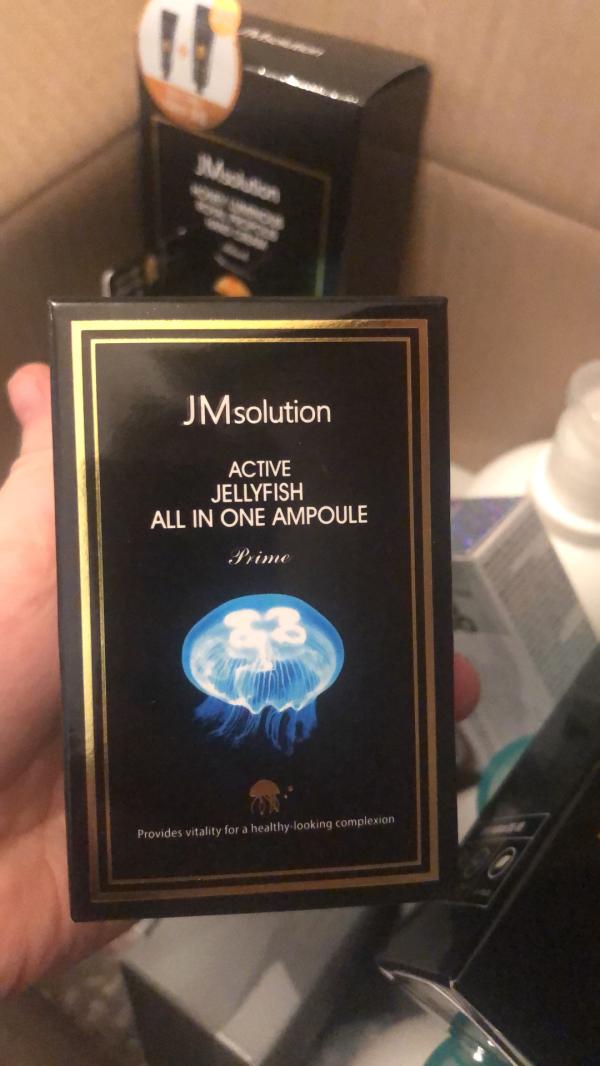 JMsolution
JMsolution
ACTIVE
JELLYFISH
ALL IN ONE AMPOULE
Prime
Provides vitality for a healthy-looking complexion